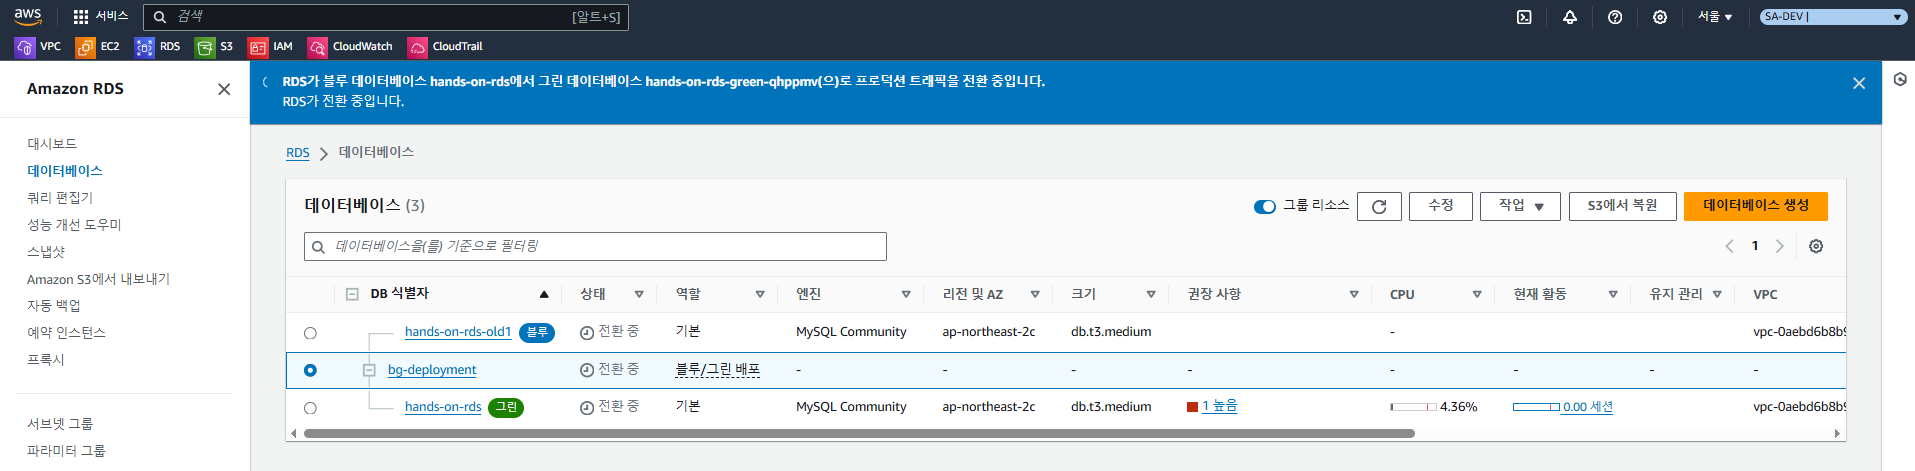 aws 서비스 검색 [알트+S] 서울 SA-DEV |
VPC EC2 RDS S3 IAM CloudWatch CloudTrail
Amazon RDS
대시보드
데이터베이스
쿼리 편집기
성능 개선 도우미
스냅샷
Amazon S3에서 내보내기
자동 백업
예약 인스턴스
프록시
서브넷 그룹
파라미터 그룹
RDS가 블루 데이터베이스 hands-on-rds에서 그린 데이터베이스 hands-on-rds-green-qhppmv(으)로 프로덕션 트래픽을 전환 중입니다.
RDS가 전환 중입니다.
RDS > 데이터베이스
데이터베이스 (3) 그룹 리소스 수정 작업 S3에서 복원 데이터베이스 생성
데이터베이스을(를) 기준으로 필터링 1
DB 식별자 상태 역할 엔진 리전 및 AZ 크기 권장 사항 CPU 현재 활동 유지 관리 VPC
hands-on-rds-old1 블루 전환 중 기본 MySQL Community ap-northeast-2c db.t3.medium - vpc-0aebd6b8b9
bg-deployment 전환 중 블루/그린 배포 - - - - - - - -
hands-on-rds 그린 전환 중 기본 MySQL Community ap-northeast-2c db.t3.medium 1 높음 4.36% 0.00 세션 vpc-0aebd6b8b9